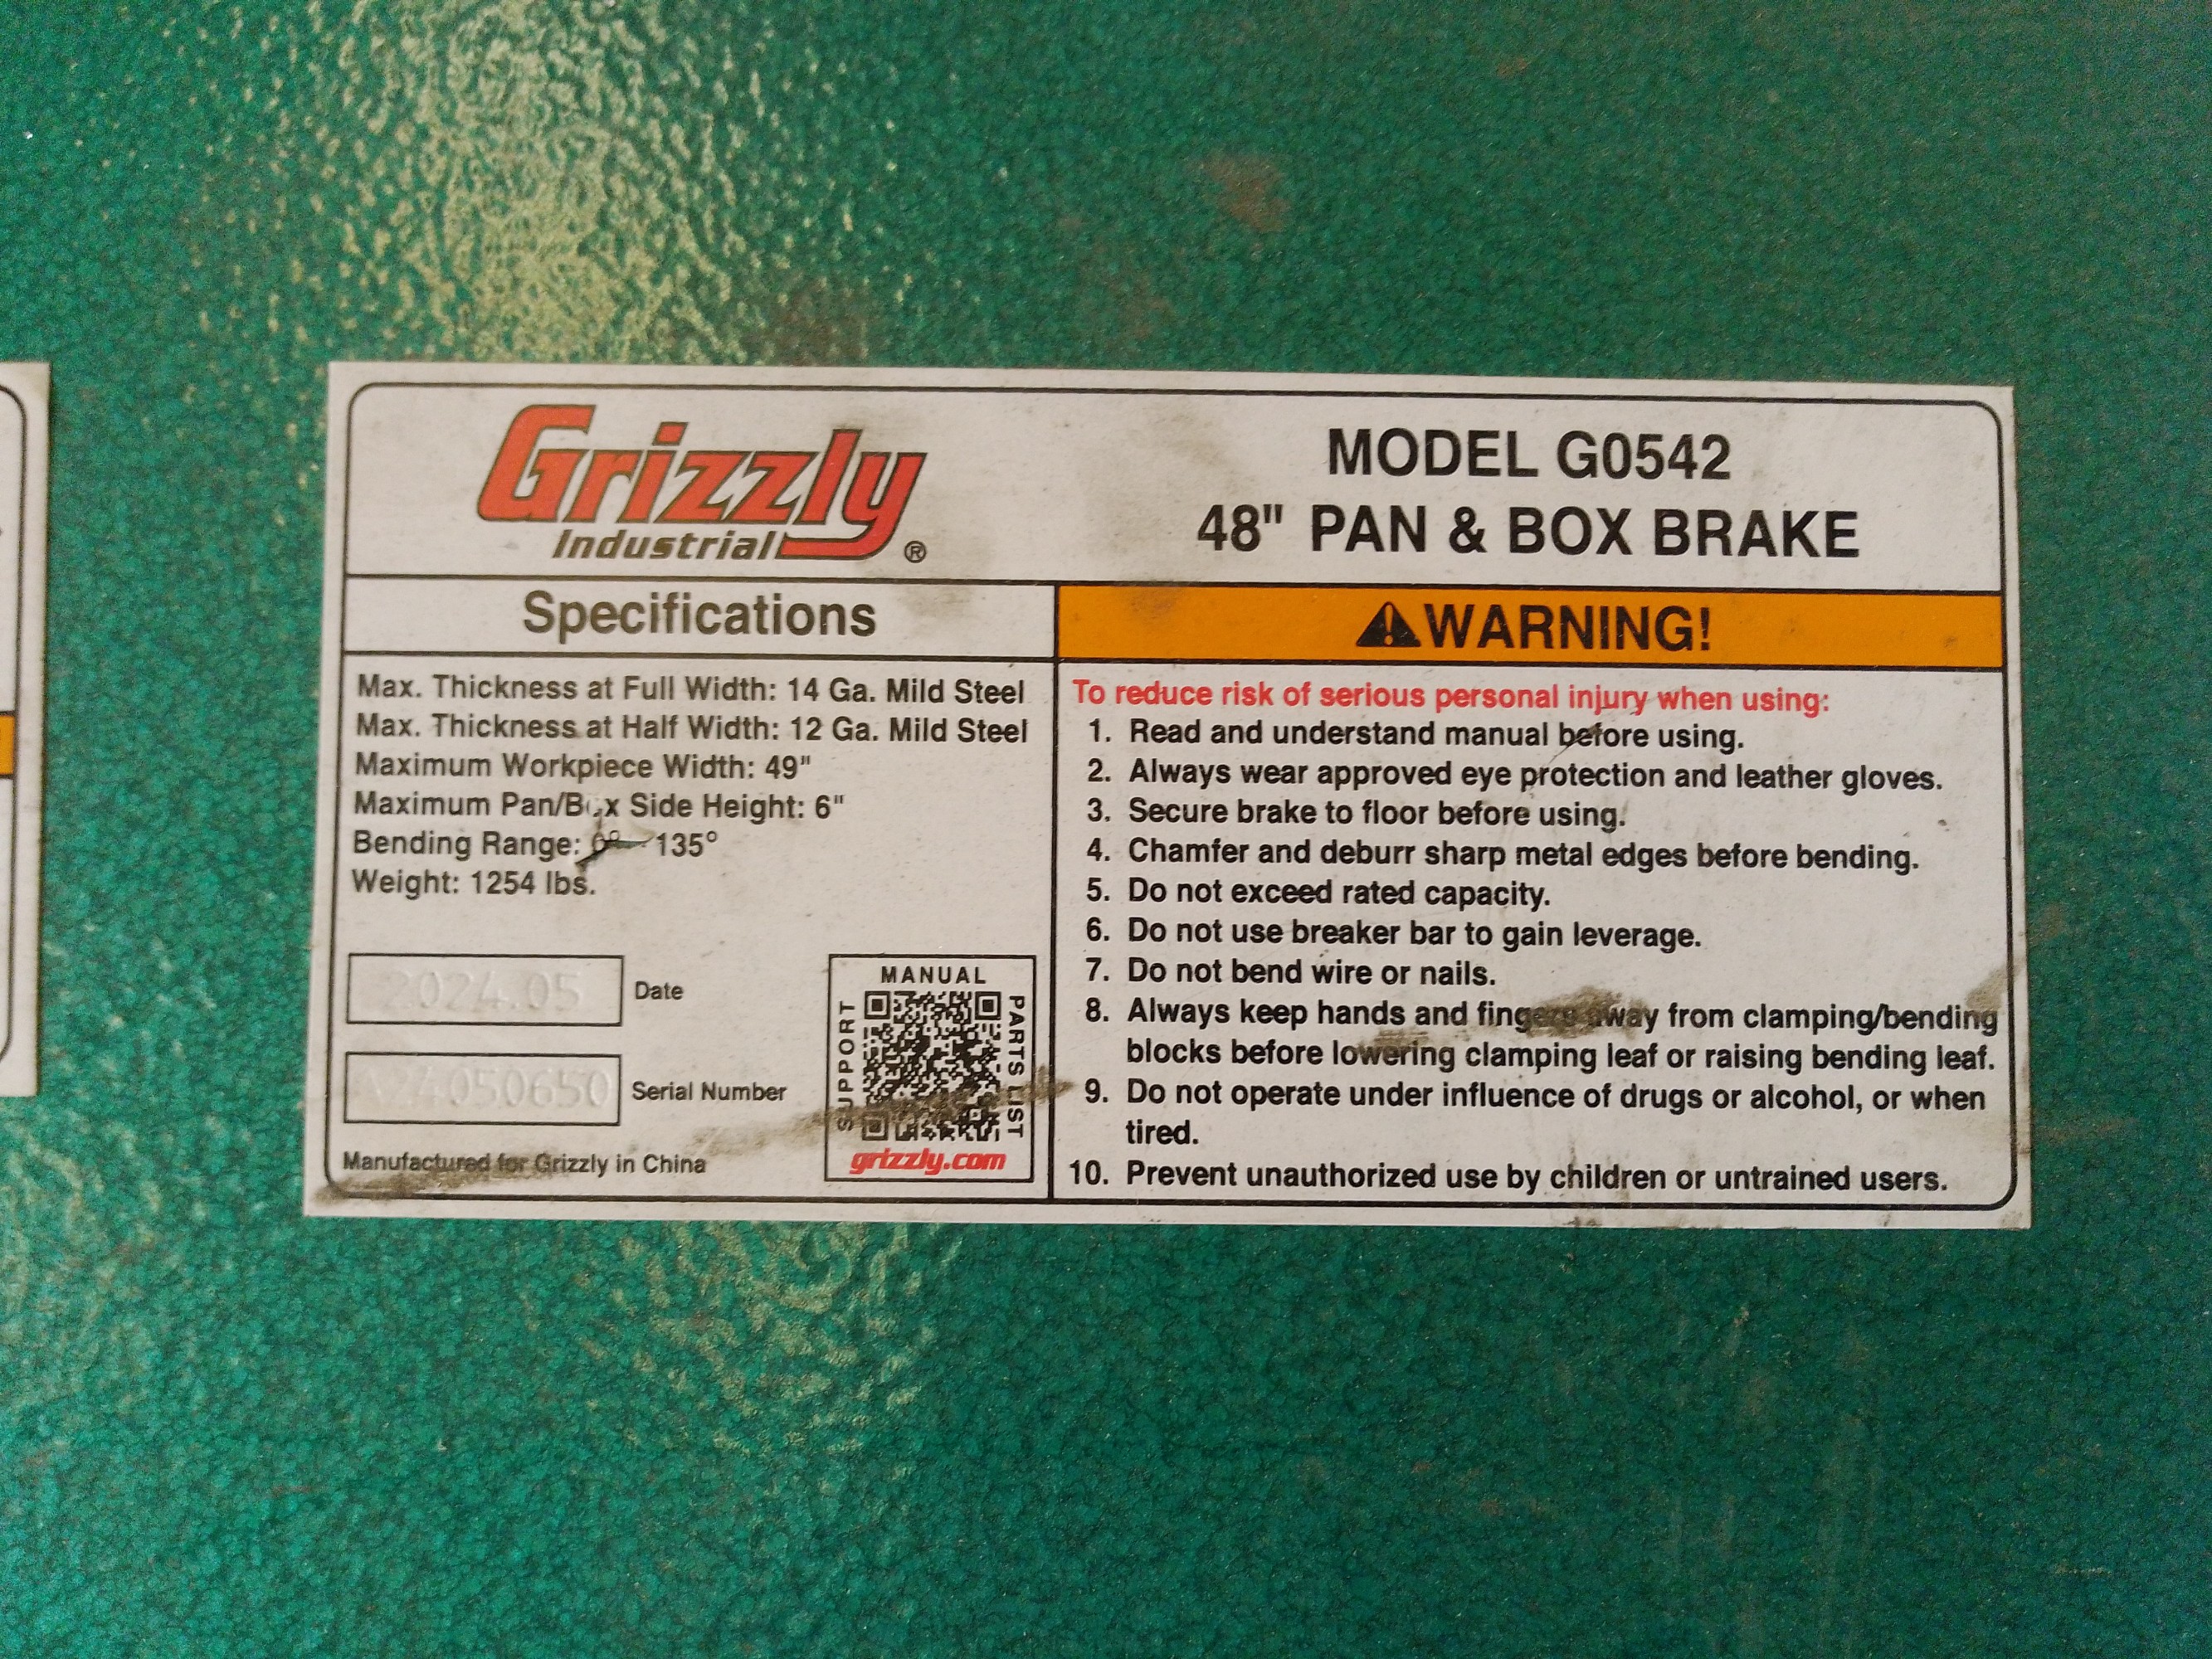 Grizzly
Industrial ®
MODEL G0542
48" PAN & BOX BRAKE
Specifications
Max. Thickness at Full Width: 14 Ga. Mild Steel
Max. Thickness at Half Width: 12 Ga. Mild Steel
Maximum Workpiece Width: 49"
Maximum Pan/Box Side Height: 6"
Bending Range: 0°– 135°
Weight: 1254 lbs.
2024.05 Date
Serial Number
Manufactured for Grizzly in China
MANUAL
SUPPORT
PARTS LIST
grizzly.com
WARNING!
To reduce risk of serious personal injury when using:
1. Read and understand manual before using.
2. Always wear approved eye protection and leather gloves.
3. Secure brake to floor before using.
4. Chamfer and deburr sharp metal edges before bending.
5. Do not exceed rated capacity.
6. Do not use breaker bar to gain leverage.
7. Do not bend wire or nails.
8. Always keep hands and fingers away from clamping/bending
blocks before lowering clamping leaf or raising bending leaf.
9. Do not operate under influence of drugs or alcohol, or when
tired.
10. Prevent unauthorized use by children or untrained users.